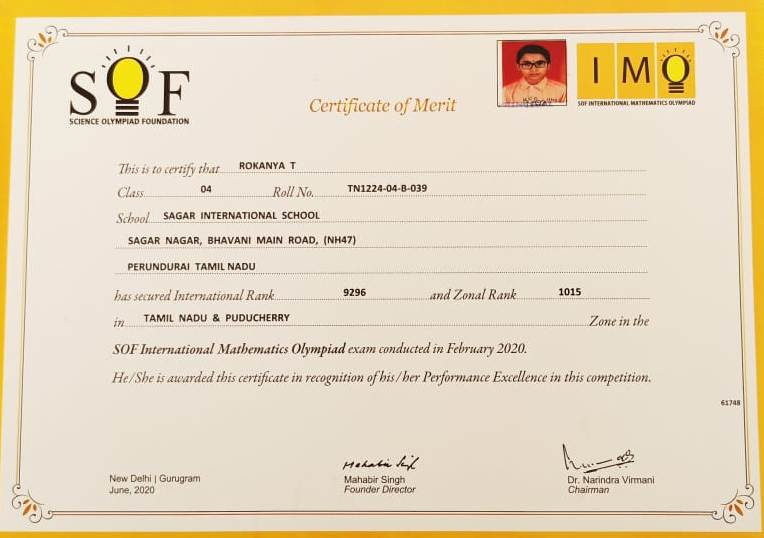 SOF
SCIENCE OLYMPIAD FOUNDATION
Certificate of Merit
IMO
SOF INTERNATIONAL MATHEMATICS OLYMPIAD
This is to certify that ROKANYA T
Class 04 Roll No. TN1224-04-B-039
School SAGAR INTERNATIONAL SCHOOL
SAGAR NAGAR, BHAVANI MAIN ROAD, (NH47)
PERUNDURAI TAMIL NADU
has secured International Rank 9296 and Zonal Rank 1015
in TAMIL NADU & PUDUCHERRY Zone in the
SOF International Mathematics Olympiad exam conducted in February 2020.
He/She is awarded this certificate in recognition of his/her Performance Excellence in this competition.
61748
New Delhi | Gurugram
June, 2020
Mahabir Singh
Mahabir Singh
Founder Director
Dr. Narindra Virmani
Chairman